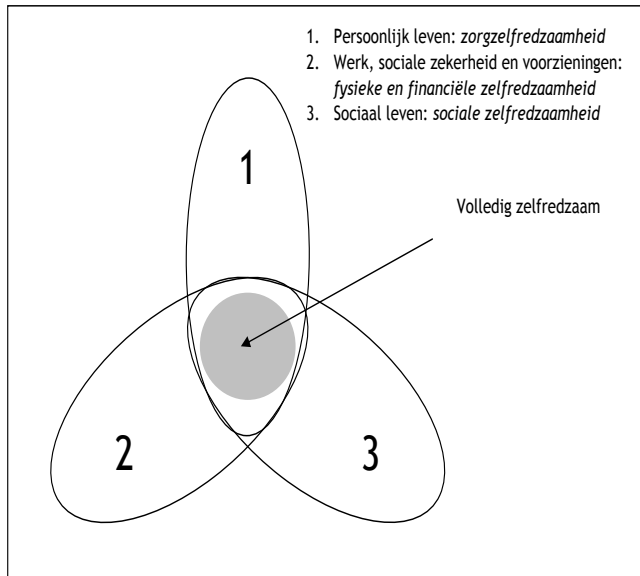 1. Persoonlijk leven: zorgzelfredzaamheid
2. Werk, sociale zekerheid en voorzieningen:
fysieke en financiële zelfredzaamheid
3. Sociaal leven: sociale zelfredzaamheid
1
Volledig zelfredzaam
2
3